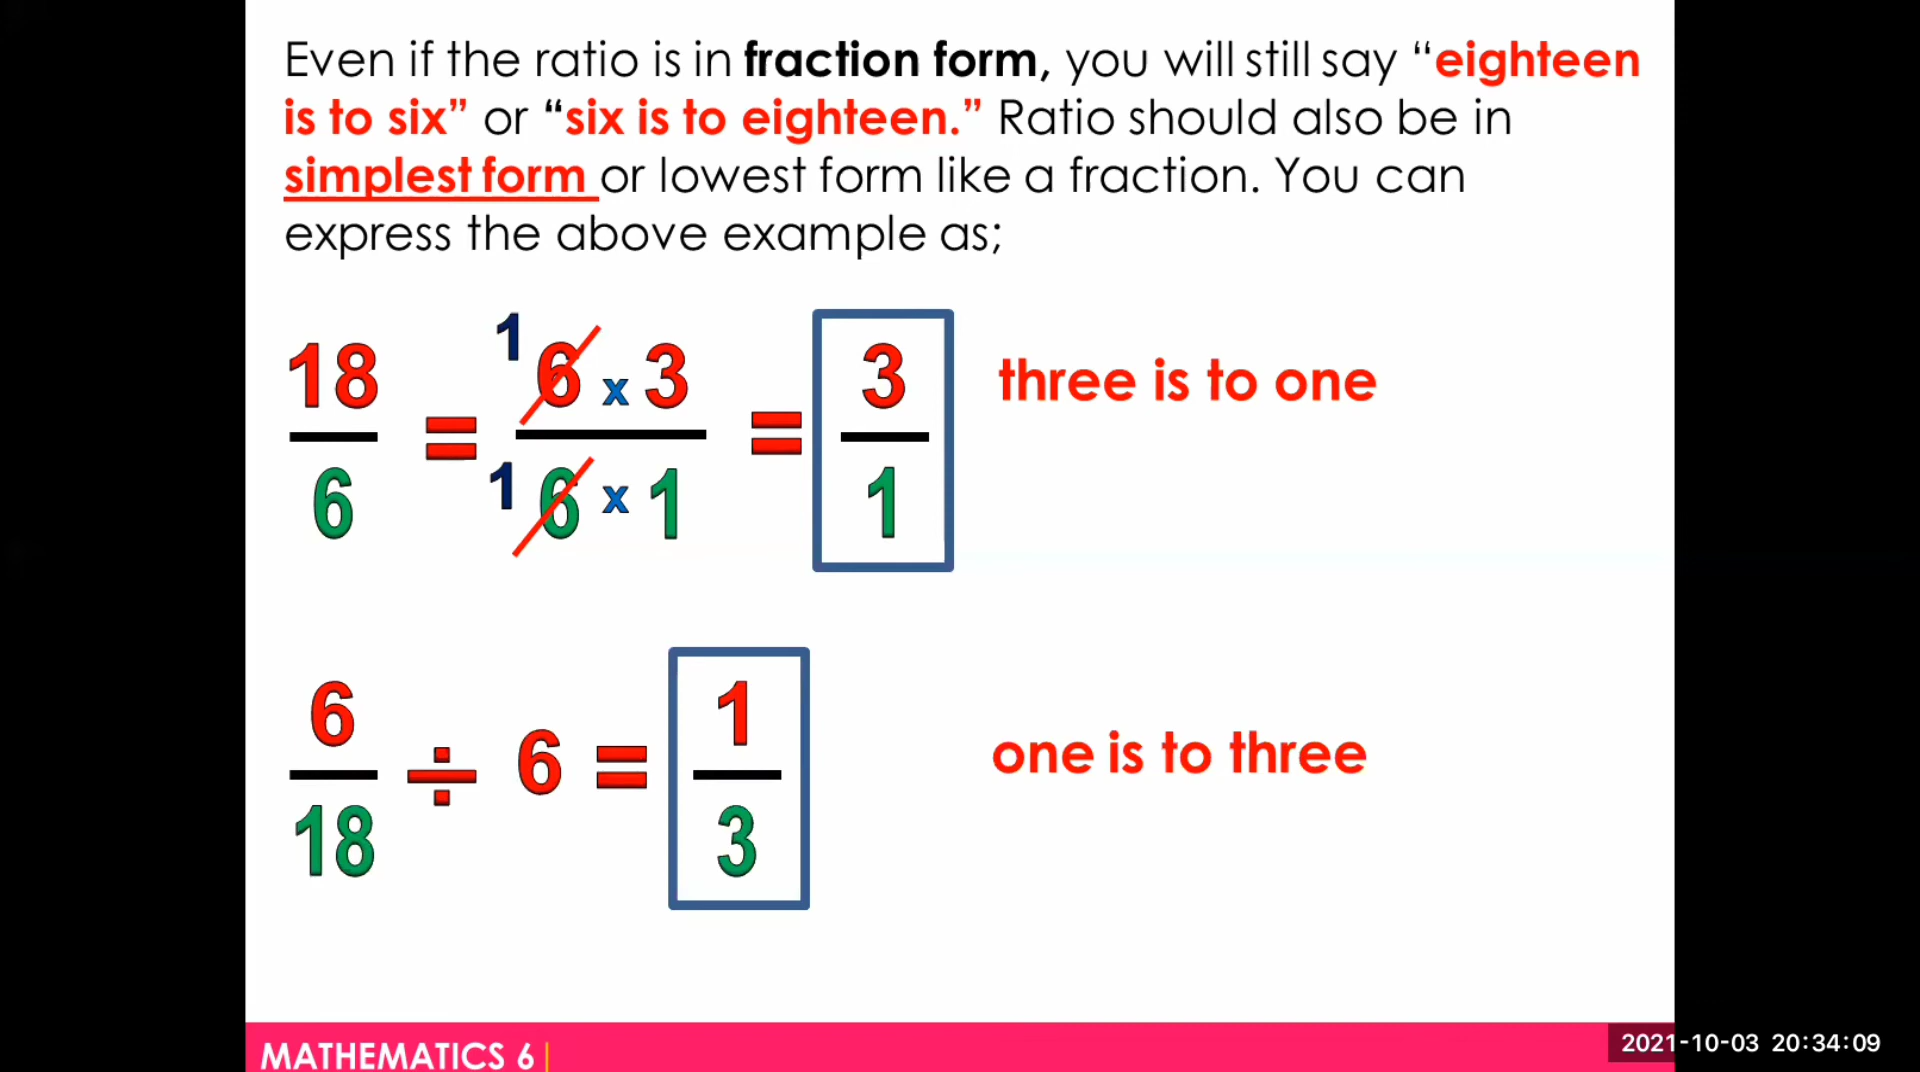 Even if the ratio is in fraction form, you will still say “eighteen
is to six” or “six is to eighteen.” Ratio should also be in
simplest form or lowest form like a fraction. You can
express the above example as;
18/6 = 1 6 x 3 / 1 6 x 1 = 3/1 three is to one
6/18 ÷ 6 = 1/3 one is to three
MATHEMATICS 6|
2021-10-03 20:34:09